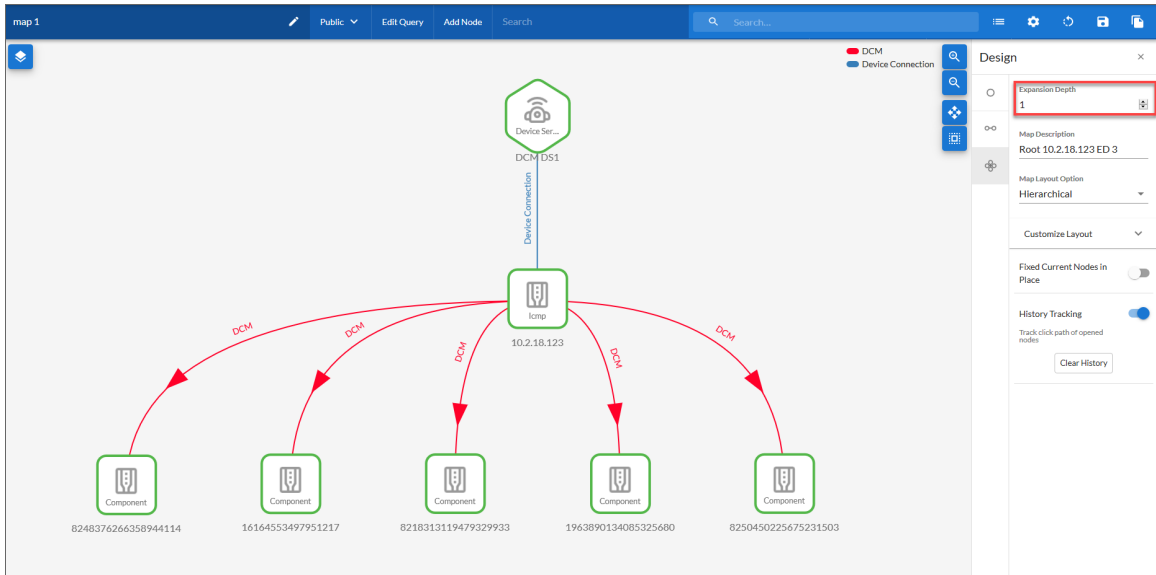 map 1
Public
Edit Query
Add Node
Search
Search...
DCM
Device Connection
Device Ser...
DCM DS1
Device Connection
Icmp
10.2.18.123
DCM
DCM
DCM
DCM
DCM
Component
Component
Component
Component
Component
8248376266358944114
16164553497951217
8218313119479329933
1963890134085325680
8250450225675231503
Design
Expansion Depth
1
Map Description
Root 10.2.18.123 ED 3
Map Layout Option
Hierarchical
Customize Layout
Fixed Current Nodes in
Place
History Tracking
Track click path of opened
nodes
Clear History